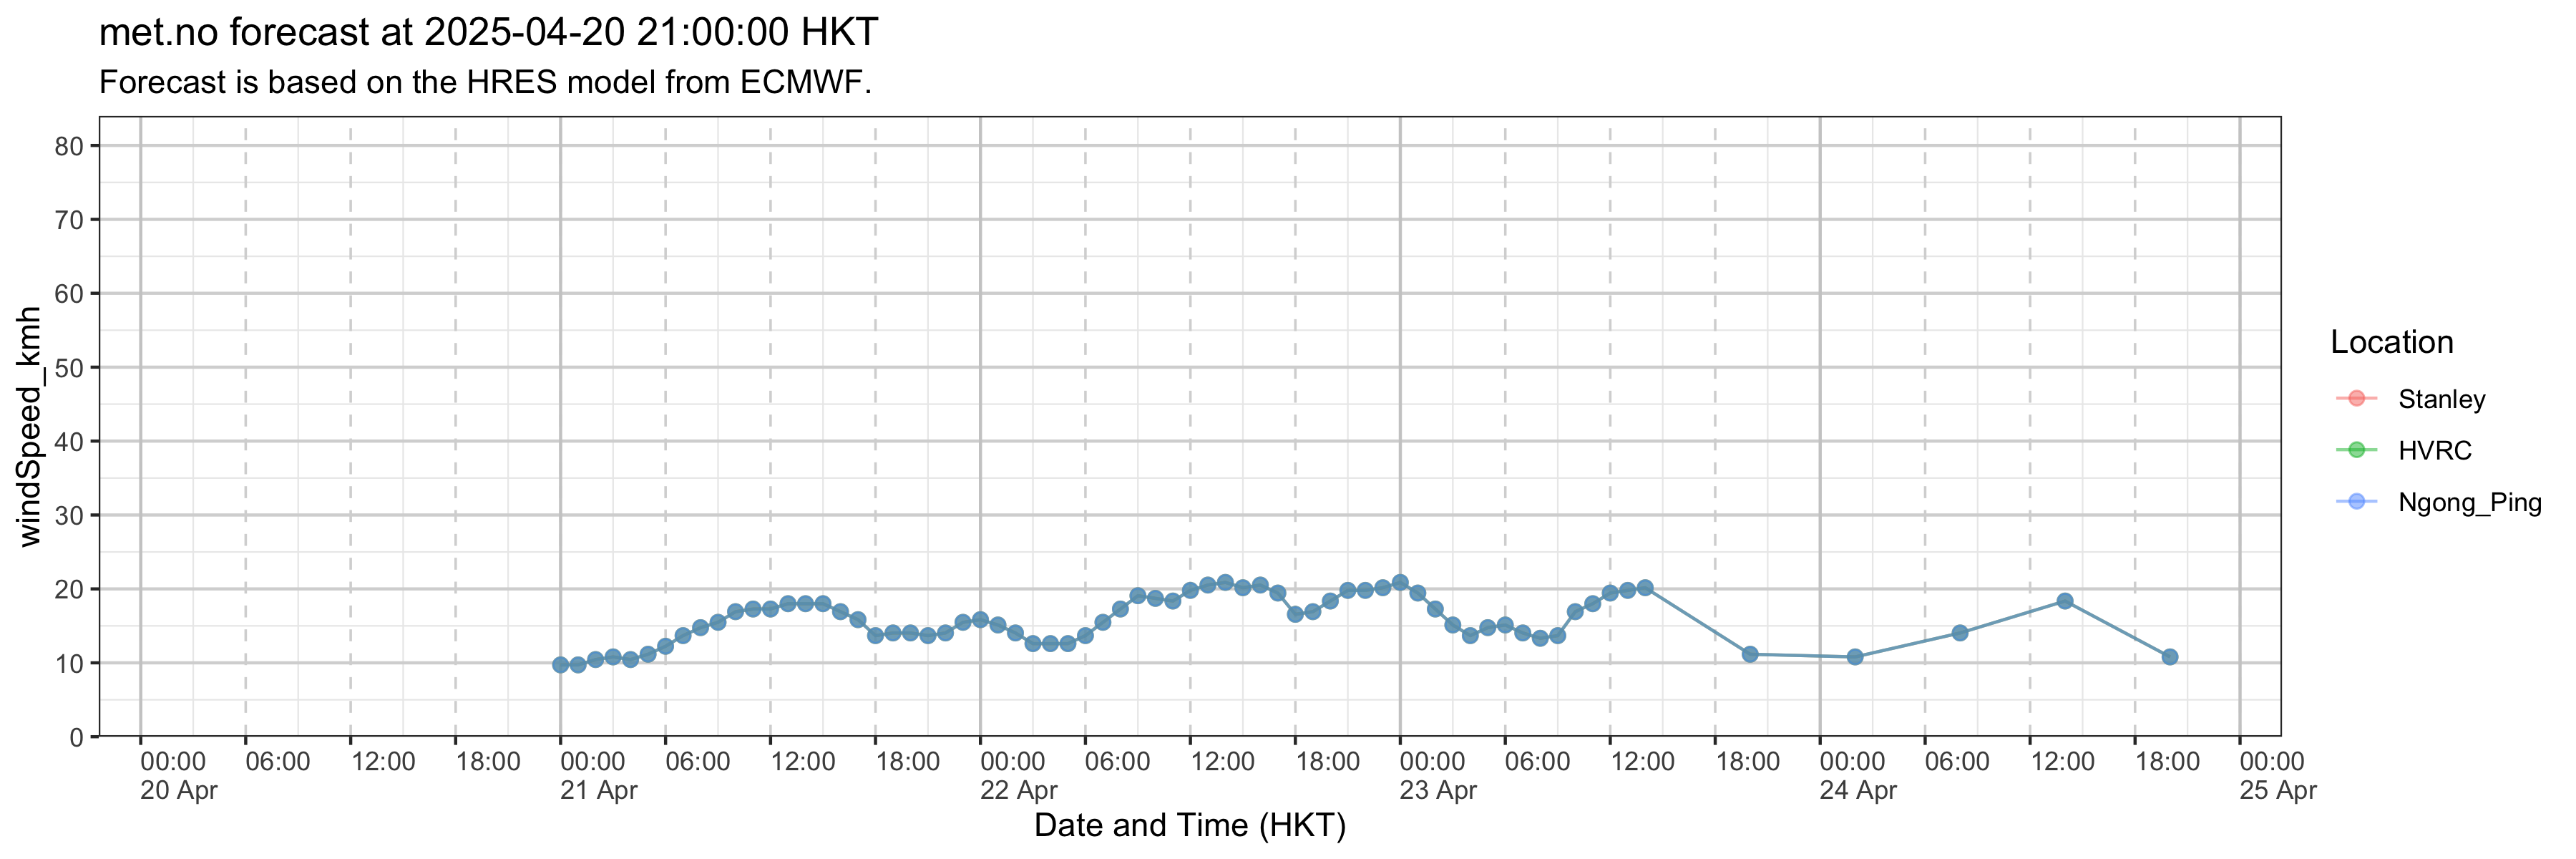 met.no forecast at 2025-04-20 21:00:00 HKT
Forecast is based on the HRES model from ECMWF.
windSpeed_kmh
80
70
60
50
40
30
20
10
0
00:00 06:00 12:00 18:00 00:00 06:00 12:00 18:00 00:00 06:00 12:00 18:00 00:00 06:00 12:00 18:00 00:00 06:00 12:00 18:00 00:00
20 Apr 21 Apr 22 Apr 23 Apr 24 Apr 25 Apr
Date and Time (HKT)
Location
Stanley
HVRC
Ngong_Ping